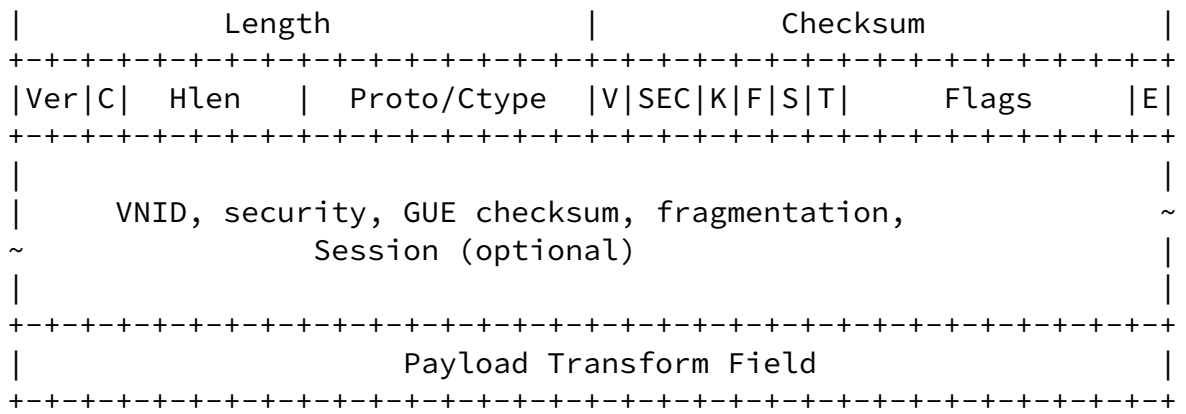 |           Length              |          Checksum             |
+-+-+-+-+-+-+-+-+-+-+-+-+-+-+-+-+-+-+-+-+-+-+-+-+-+-+-+-+-+-+-+-+
|Ver|C|  Hlen   |  Proto/Ctype  |V|SEC|K|F|S|T|     Flags     |E|
+-+-+-+-+-+-+-+-+-+-+-+-+-+-+-+-+-+-+-+-+-+-+-+-+-+-+-+-+-+-+-+-+
|                                                               |
|     VNID, security, GUE checksum, fragmentation,              ~
~                Session (optional)                             |
|                                                               |
+-+-+-+-+-+-+-+-+-+-+-+-+-+-+-+-+-+-+-+-+-+-+-+-+-+-+-+-+-+-+-+-+
|                     Payload Transform Field                   |
+-+-+-+-+-+-+-+-+-+-+-+-+-+-+-+-+-+-+-+-+-+-+-+-+-+-+-+-+-+-+-+-+